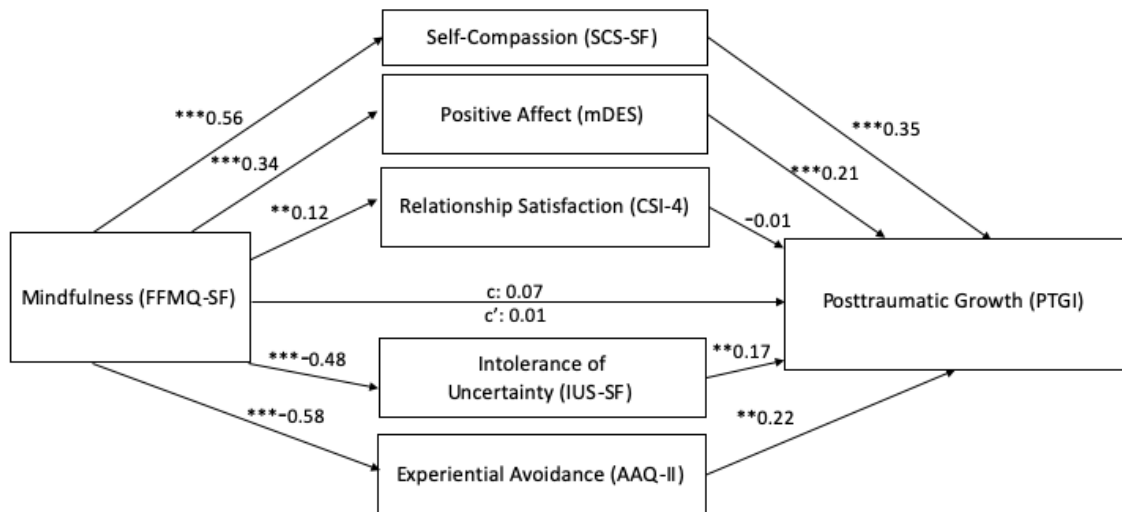 Self-Compassion (SCS-SF)
***0.56
***0.35
Positive Affect (mDES)
***0.34
***0.21
Relationship Satisfaction (CSI-4)
**0.12
−0.01
Mindfulness (FFMQ-SF)
c: 0.07
c’: 0.01
Posttraumatic Growth (PTGI)
***−0.48
Intolerance of
Uncertainty (IUS-SF)
**0.17
***−0.58
**0.22
Experiential Avoidance (AAQ-II)